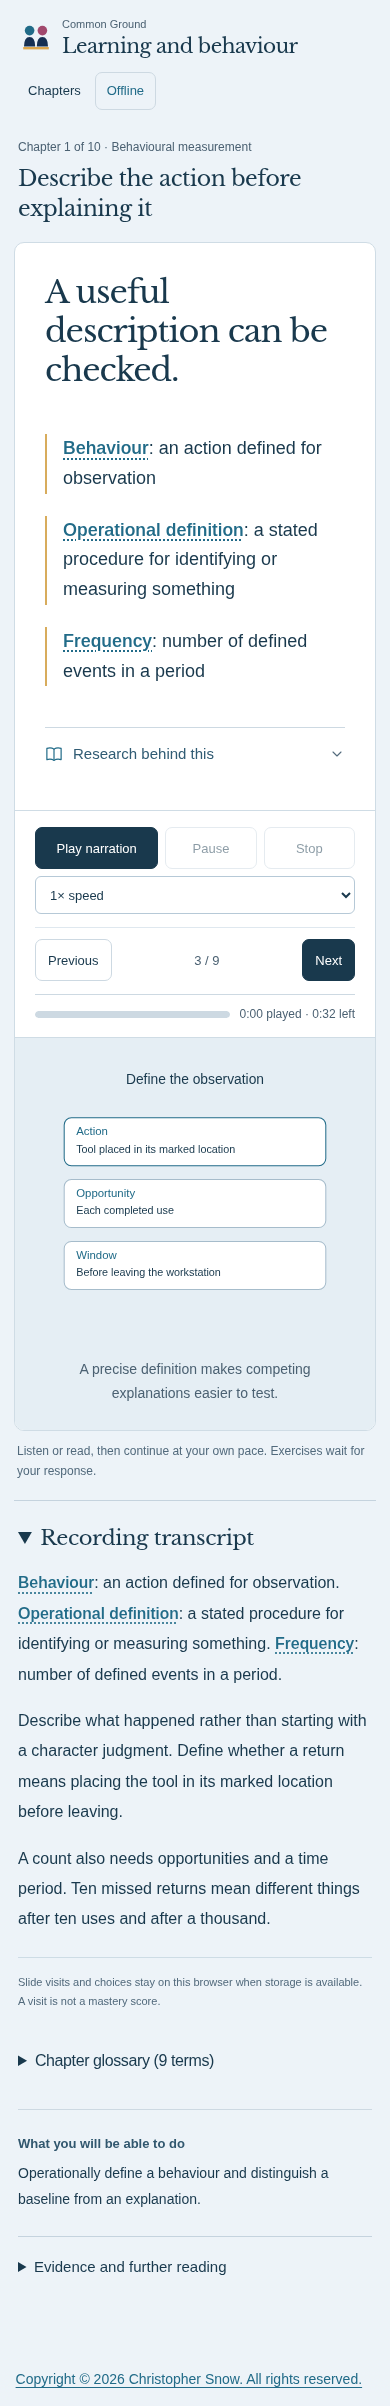 Common Ground
Learning and behaviour
Chapters
Offline
Chapter 1 of 10 · Behavioural measurement
Describe the action before
explaining it
A useful
description can be
checked.
Behaviour: an action defined for
observation
Operational definition: a stated
procedure for identifying or
measuring something
Frequency: number of defined
events in a period
Research behind this
Play narration
Pause
Stop
1× speed
Previous
3 / 9
Next
0:00 played · 0:32 left
Define the observation
Action
Tool placed in its marked location
Opportunity
Each completed use
Window
Before leaving the workstation
A precise definition makes competing
explanations easier to test.
Listen or read, then continue at your own pace. Exercises wait for
your response.
Recording transcript
Behaviour: an action defined for observation.
Operational definition: a stated procedure for
identifying or measuring something. Frequency:
number of defined events in a period.
Describe what happened rather than starting with
a character judgment. Define whether a return
means placing the tool in its marked location
before leaving.
A count also needs opportunities and a time
period. Ten missed returns mean different things
after ten uses and after a thousand.
Slide visits and choices stay on this browser when storage is available.
A visit is not a mastery score.
Chapter glossary (9 terms)
What you will be able to do
Operationally define a behaviour and distinguish a
baseline from an explanation.
Evidence and further reading
Copyright © 2026 Christopher Snow. All rights reserved.